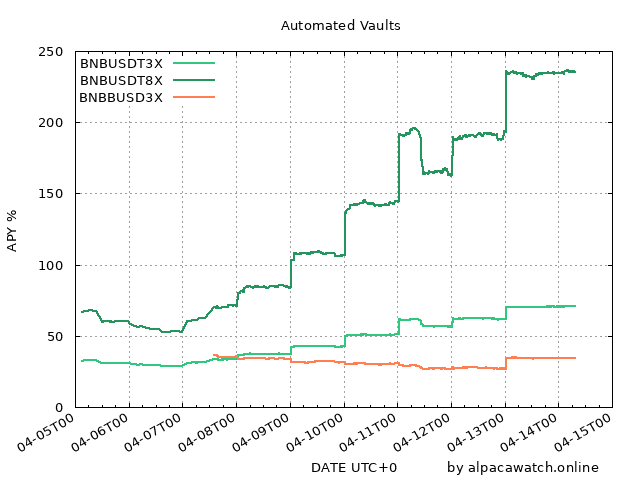 Automated Vaults
250
200
150
100
50
0
APY %
BNBUSDT3X
BNBUSDT8X
BNBBUSD3X
04-05T00
04-06T00
04-07T00
04-08T00
04-09T00
04-10T00
04-11T00
04-12T00
04-13T00
04-14T00
04-15T00
DATE UTC+0
by alpacawatch.online